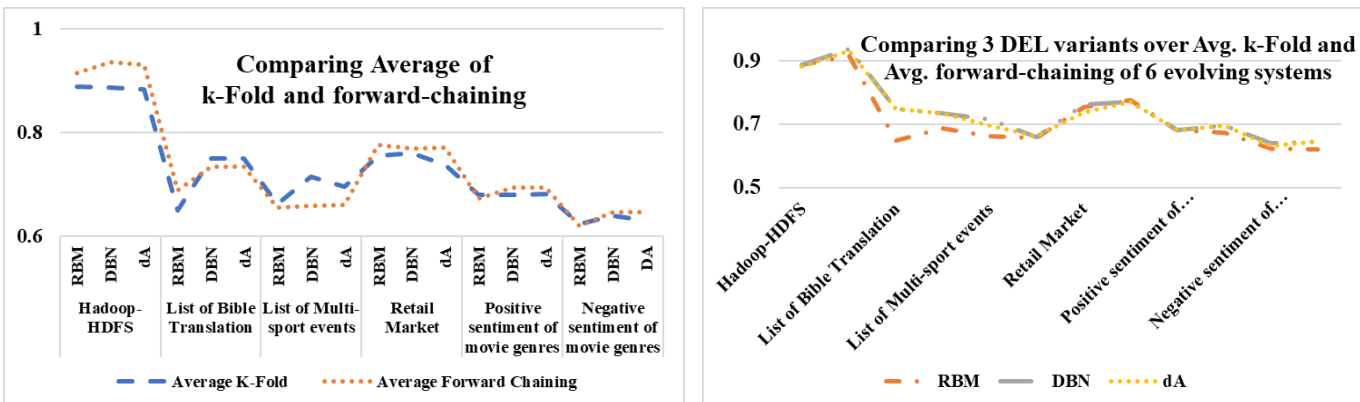 1
0.8
0.6
Comparing Average of
k-Fold and forward-chaining
RBM
DBN
dA
RBM
DBN
dA
RBM
DBN
dA
RBM
DBN
dA
RBM
DBN
dA
RBM
DBN
DA
Hadoop-
HDFS
List of Bible
Translation
List of Multi-
sport events
Retail
Market
Positive
sentiment of
movie genres
Negative
sentiment of
movie genres
Average K-Fold
Average Forward Chaining
0.9
0.7
0.5
Comparing 3 DEL variants over Avg. k-Fold and
Avg. forward-chaining of 6 evolving systems
Hadoop-HDFS
List of Bible Translation
List of Multi-sport events
Retail Market
Positive sentiment of…
Negative sentiment of…
RBM
DBN
dA